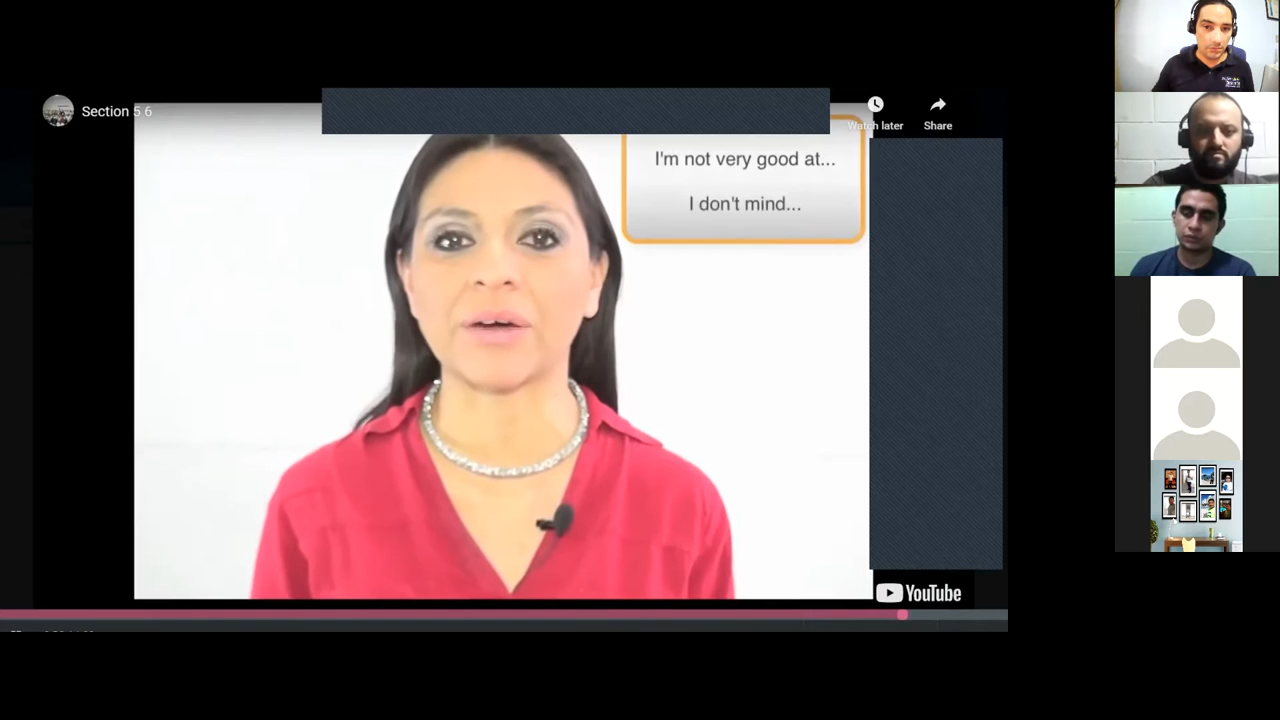 Section 5 6
Watch later
Share
I'm not very good at...
I don't mind...
YouTube